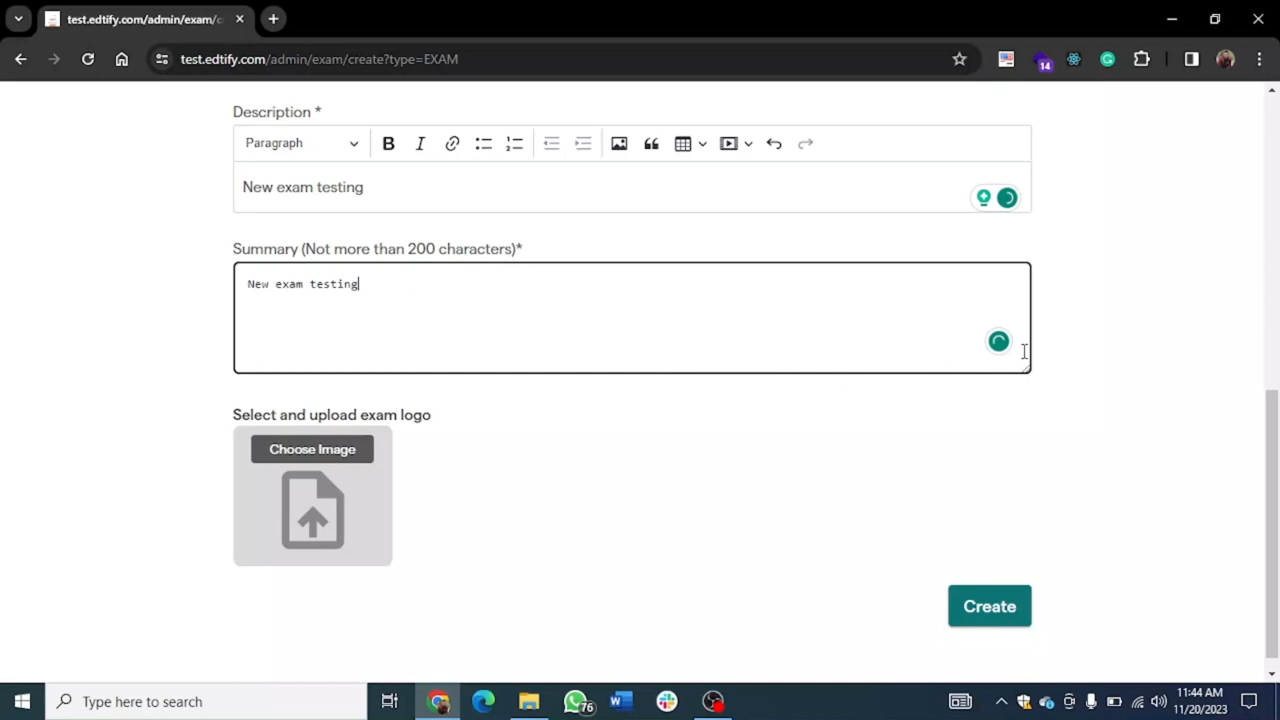 test.edtify.com/admin/exam/c
test.edtify.com/admin/exam/create?type=EXAM
14
Description *
Paragraph
New exam testing
Summary (Not more than 200 characters)*
New exam testing
Select and upload exam logo
Choose Image
Create
Type here to search
76
11:44 AM
11/20/2023